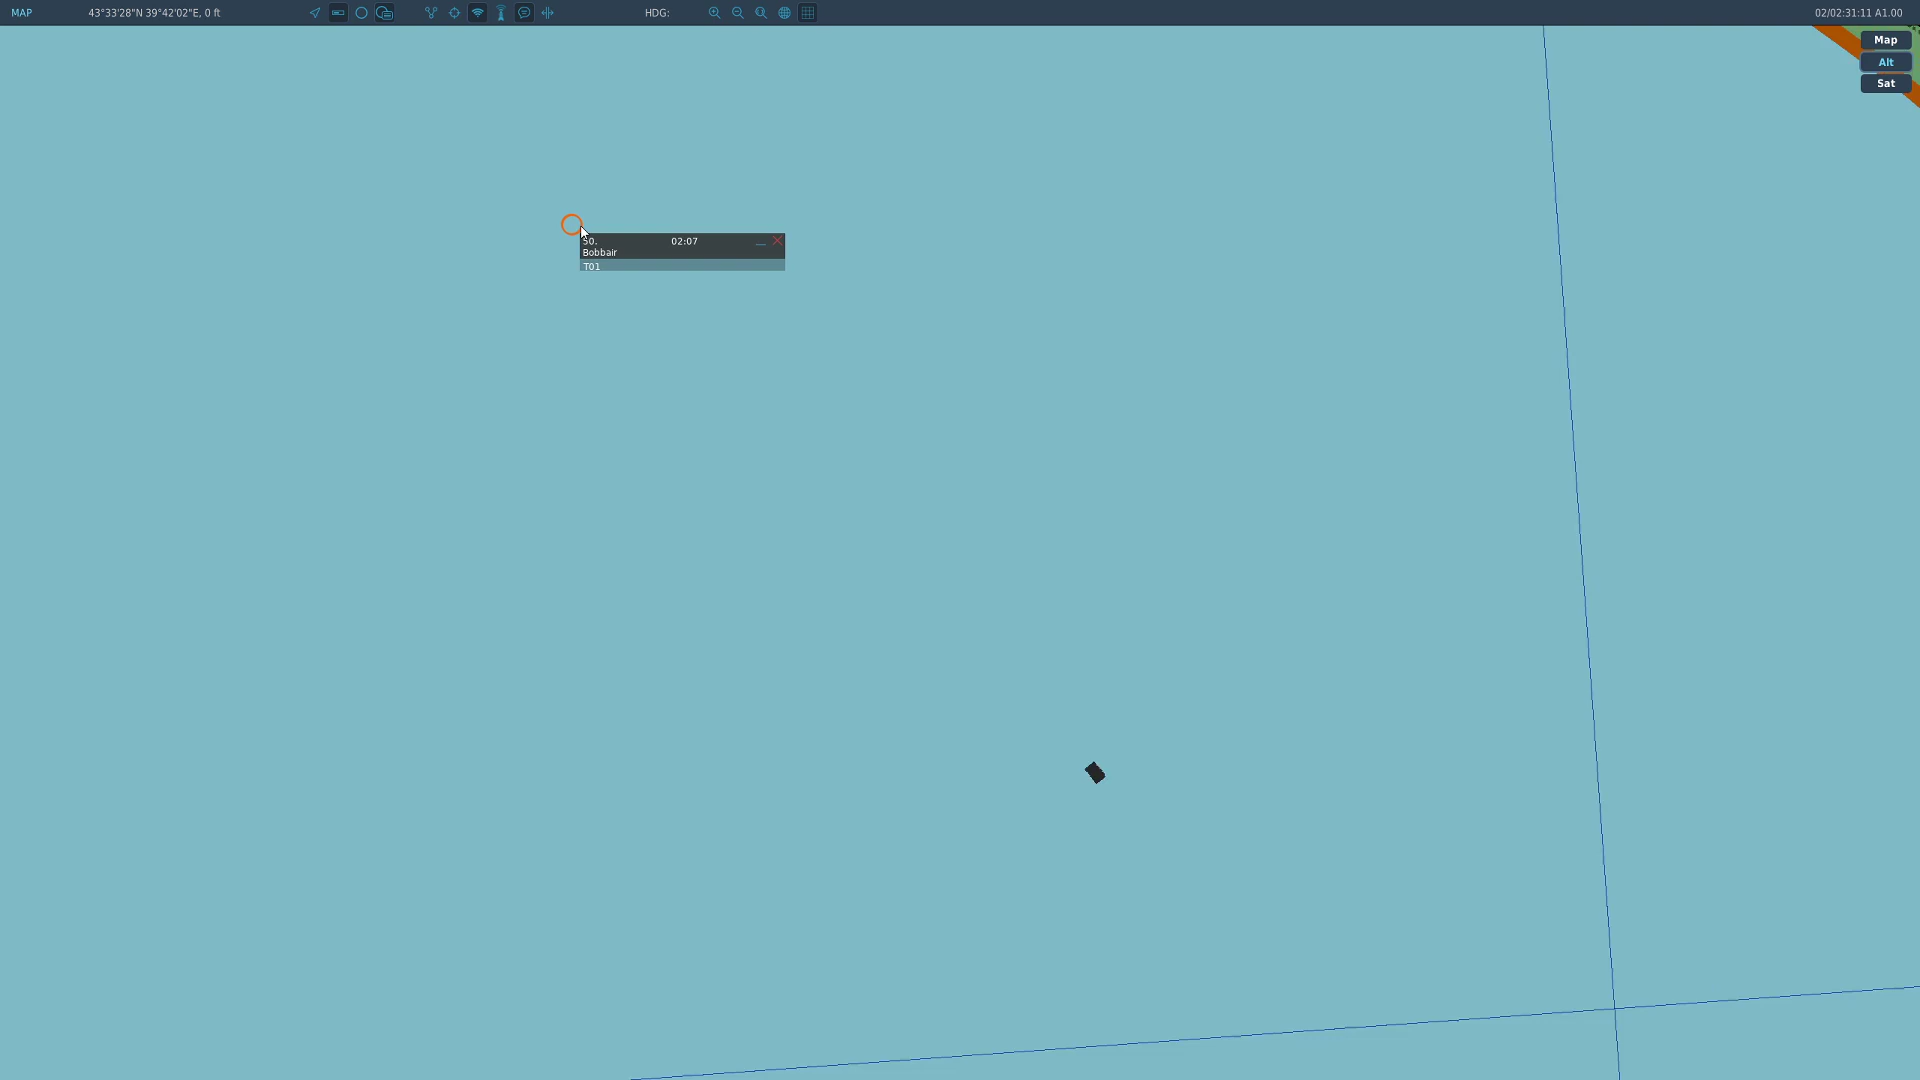 MAP 43°33'28"N 39°42'02"E, 0 ft HDG: 02/02:31:11 A1.00
Map
Alt
Sat
50. 02:07
Bobbair
T01